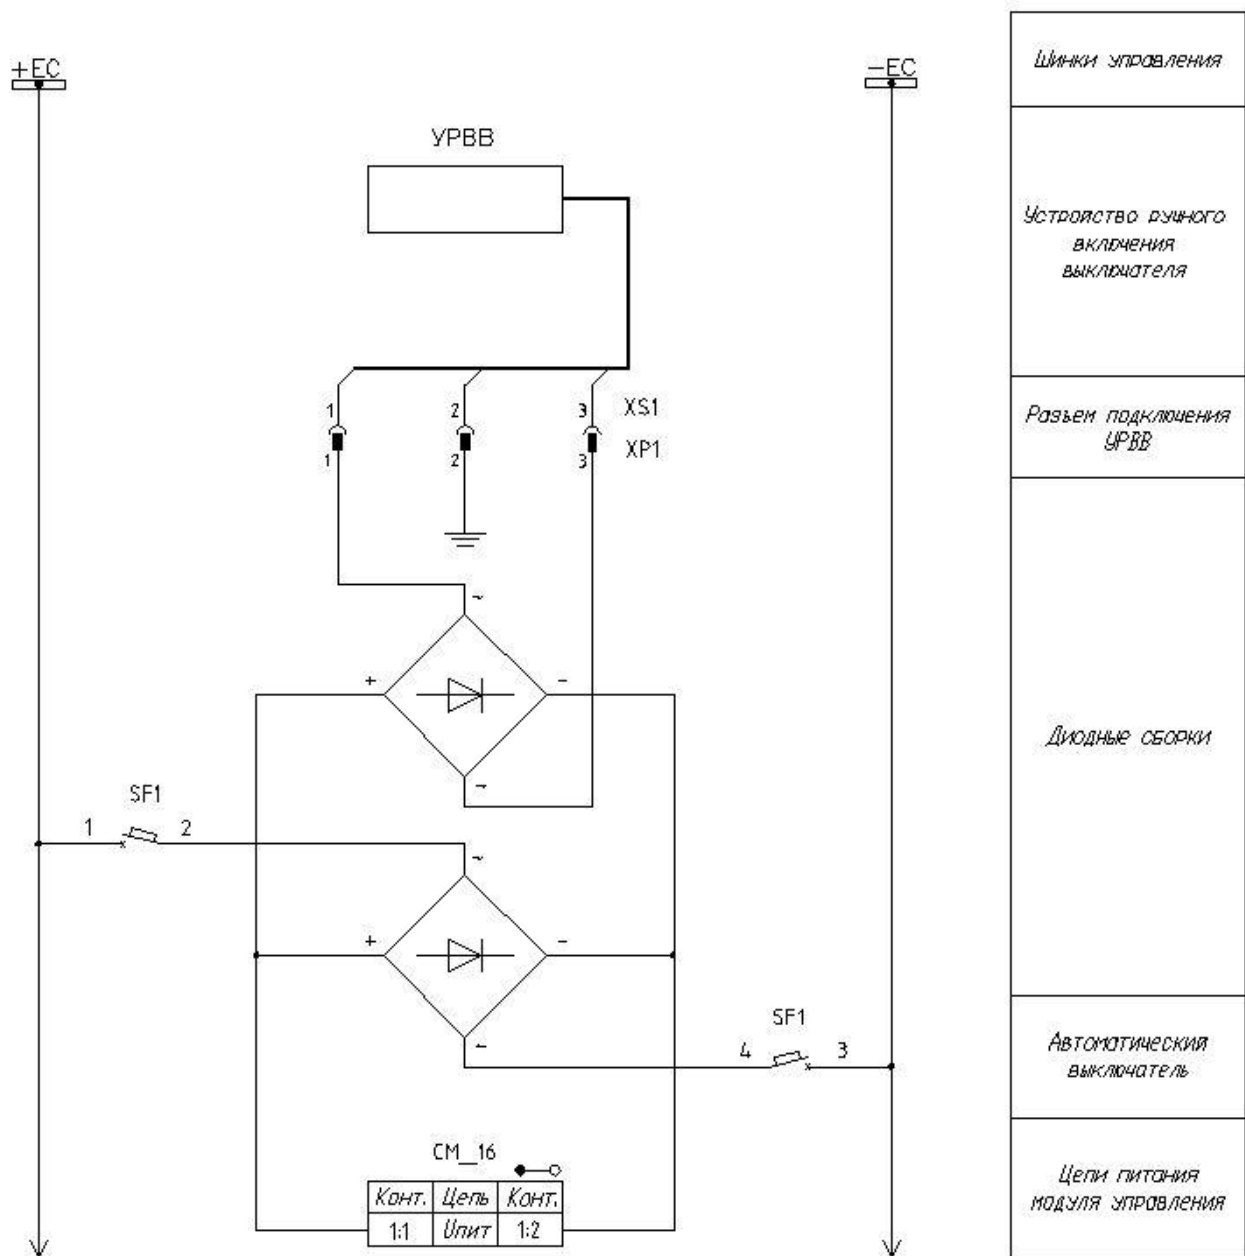 +EC
-EC
УРВВ
1
2
3
XS1
XP1
1
2
3
~
+
-
~
SF1
1
2
~
+
-
~
SF1
4
3
CM_16
Конт.
Цепь
Конт.
1:1
Uпит
1:2
Шинки управления
Устройство ручного
включения
выключателя
Разъем подключения
УРВВ
Диодные сборки
Автоматический
выключатель
Цепи питания
модуля управления